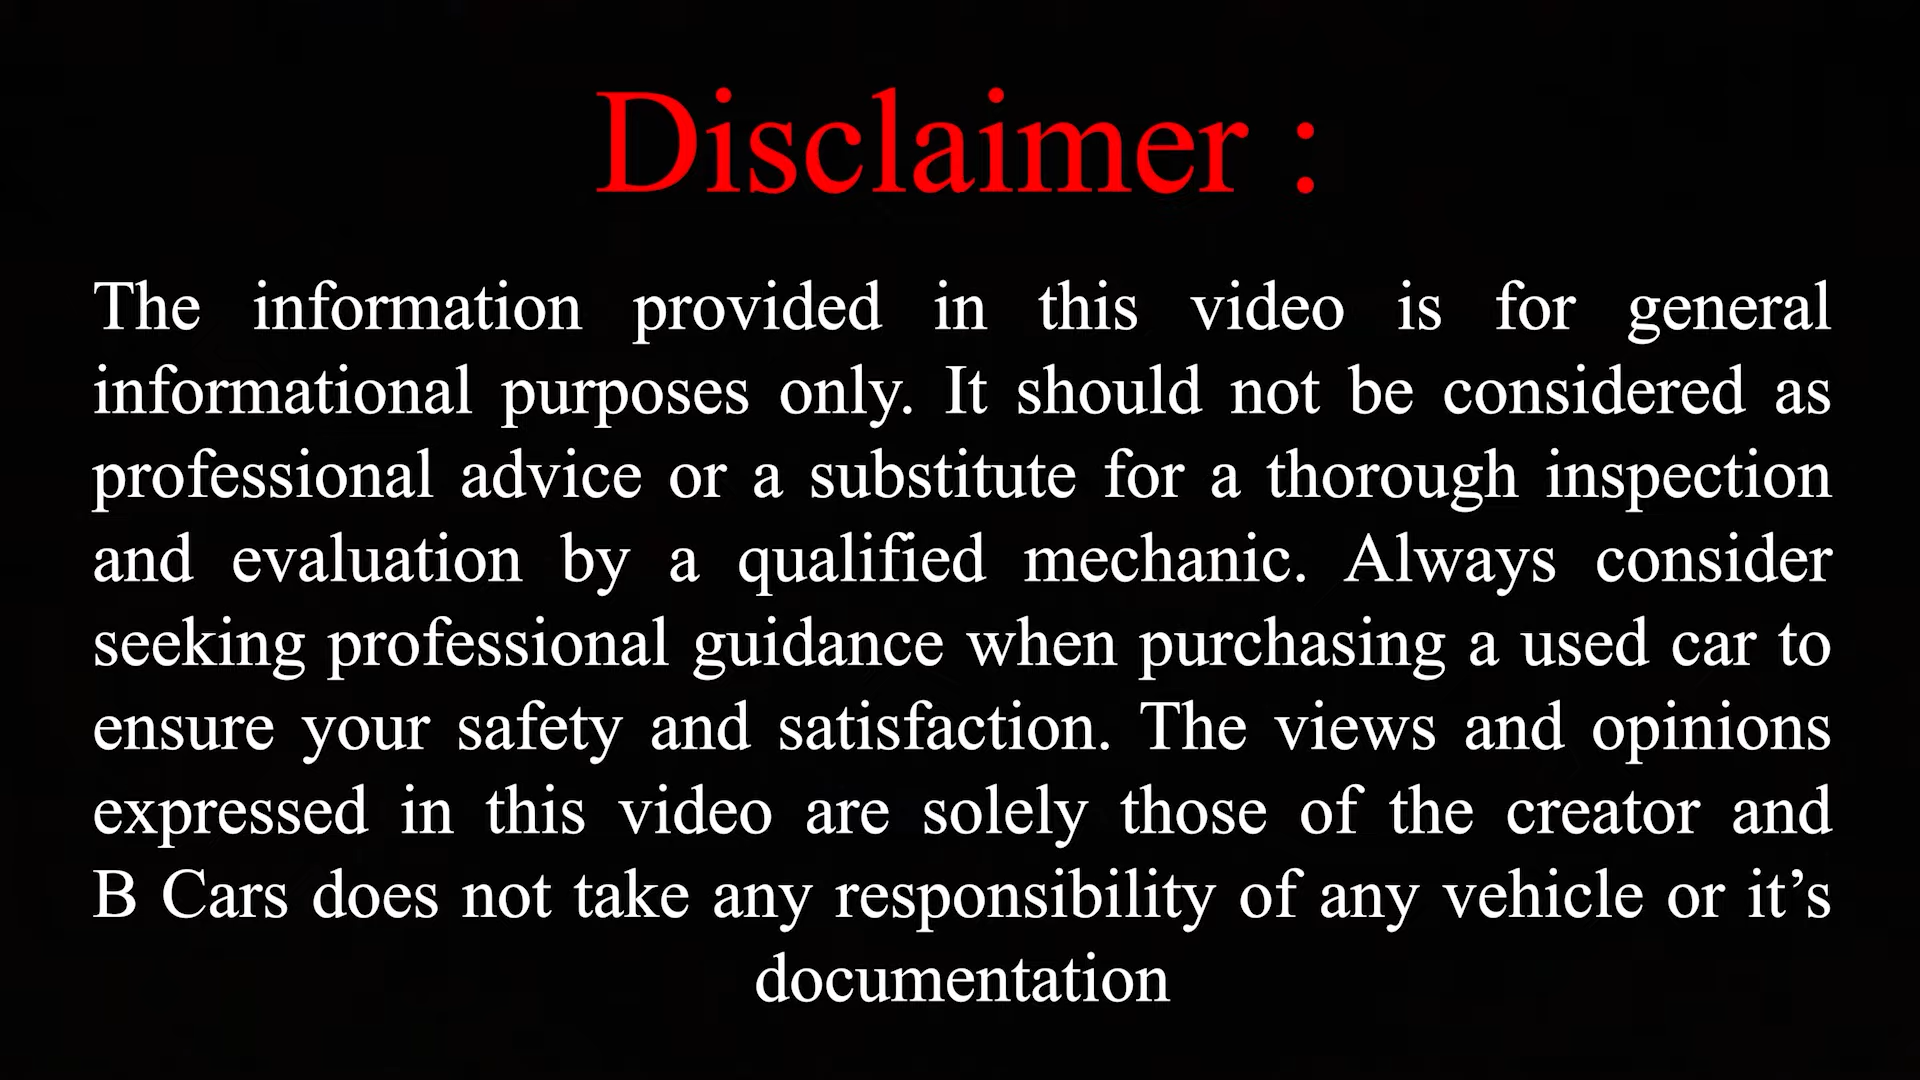 Disclaimer :
The information provided in this video is for general
informational purposes only. It should not be considered as
professional advice or a substitute for a thorough inspection
and evaluation by a qualified mechanic. Always consider
seeking professional guidance when purchasing a used car to
ensure your safety and satisfaction. The views and opinions
expressed in this video are solely those of the creator and
B Cars does not take any responsibility of any vehicle or it’s
documentation